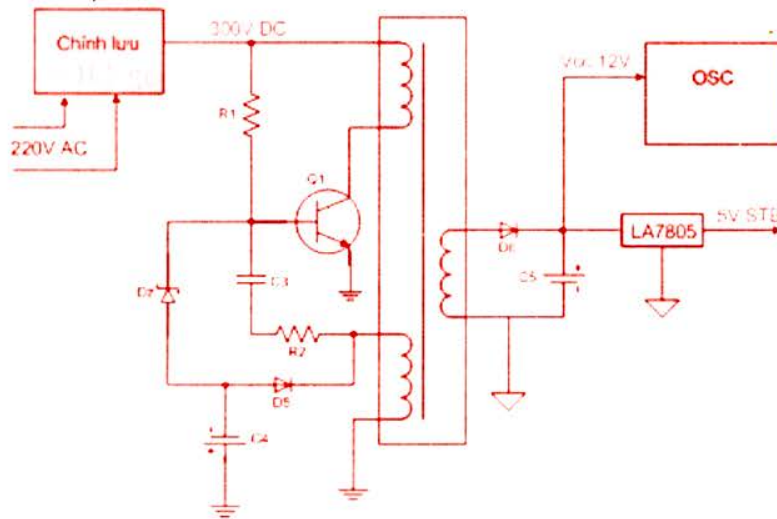 Chỉnh lưu
300V DC
220V AC
R1
Q1
Dz
C3
R2
D5
C4
D6
C5
Vcc 12V
OSC
LA7805
5V STB